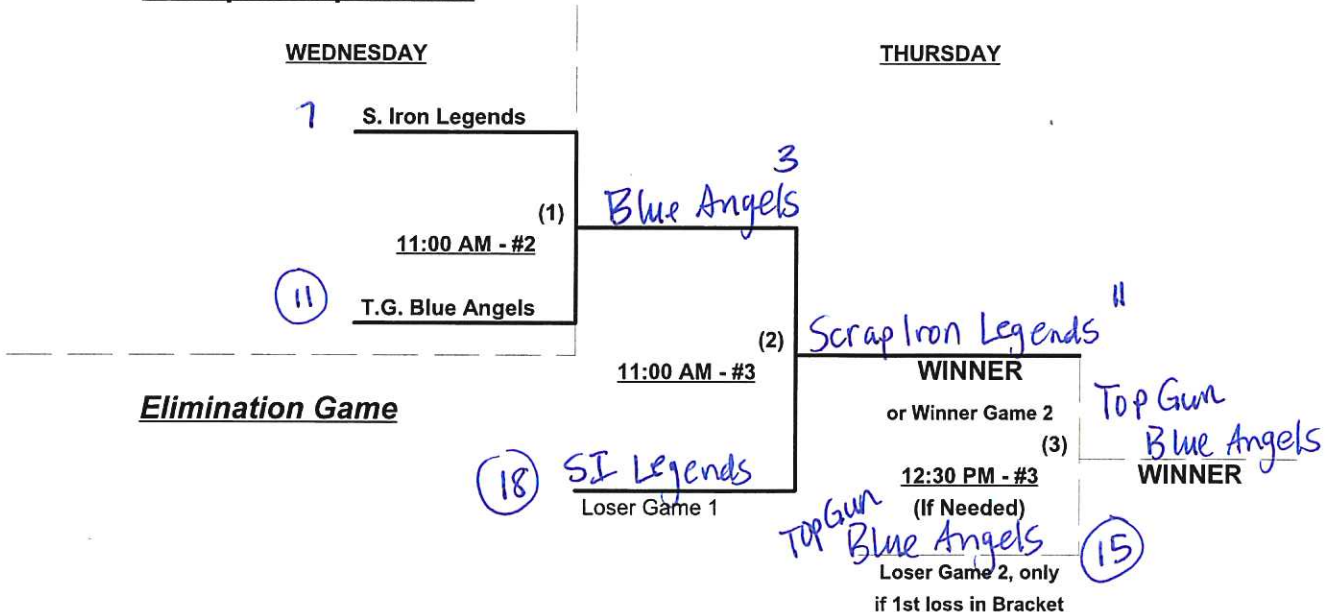 WEDNESDAY
THURSDAY
7 S. Iron Legends
3
(1) Blue Angels
11:00 AM - #2
11 T.G. Blue Angels
11
(2) Scrap Iron Legends
11:00 AM - #3
WINNER
Elimination Game
or Winner Game 2
Top Gun
(3) Blue Angels
18 SI Legends
12:30 PM - #3
WINNER
Loser Game 1
(If Needed)
Top Gun
Blue Angels 15
Loser Game 2, only
if 1st loss in Bracket